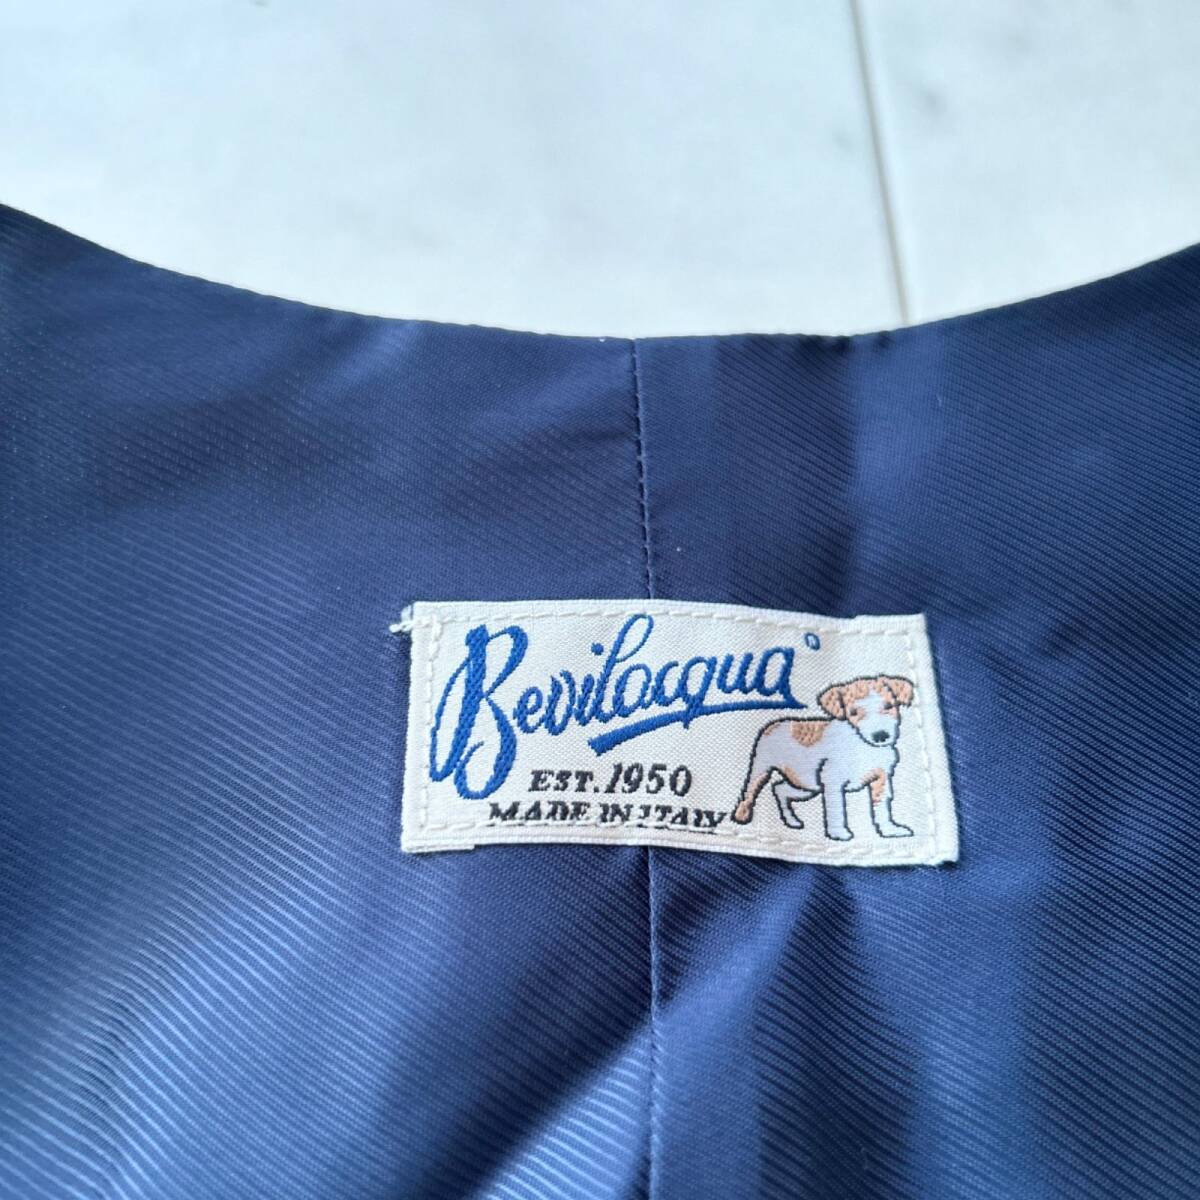 Bevilacqua
EST. 1950
MADE IN ITALY